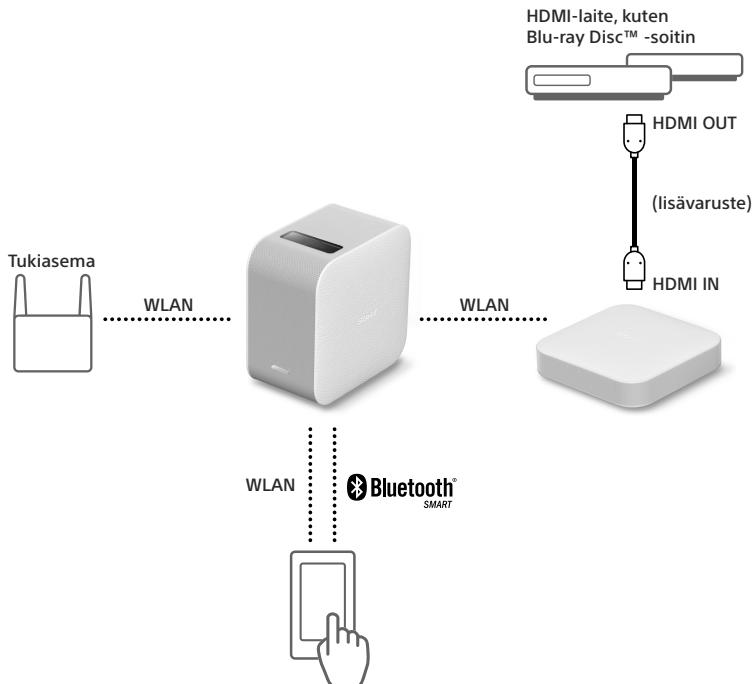 HDMI-laite, kuten
Blu-ray Disc™ -soitin
HDMI OUT
(lisävaruste)
HDMI IN
Tukiasema
WLAN
WLAN
WLAN
Bluetooth®
SMART